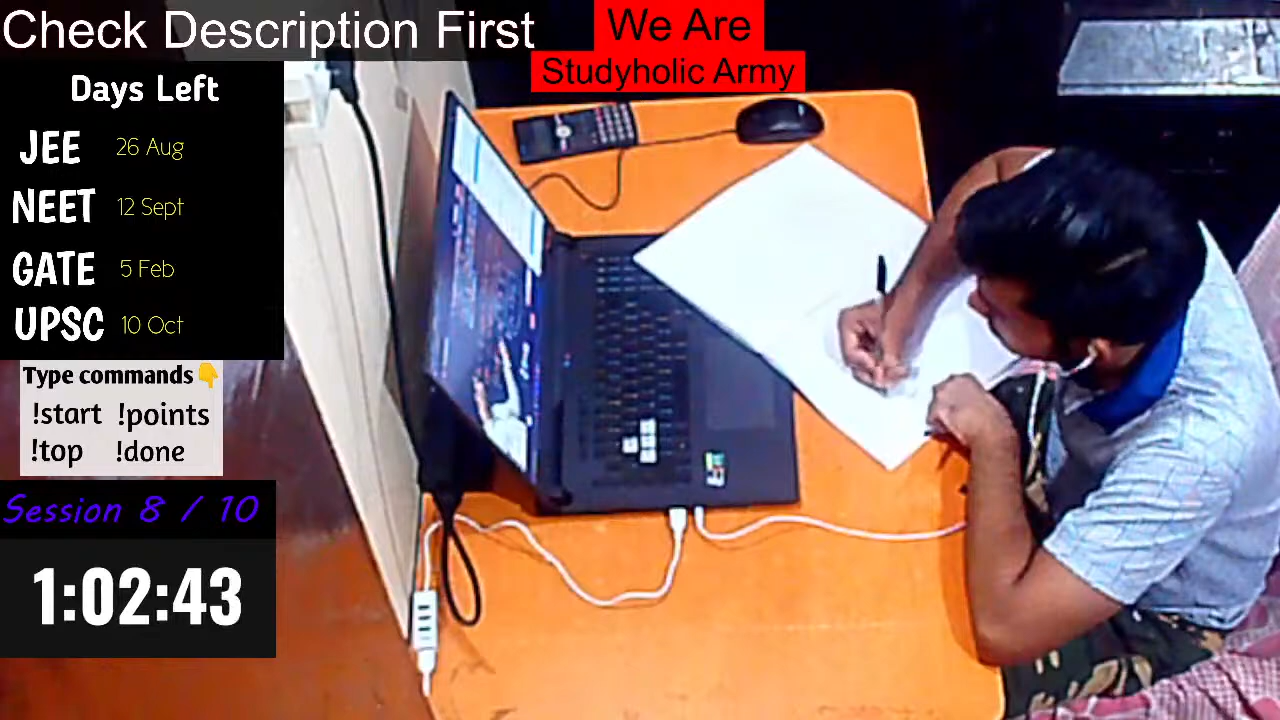 Check Description First
We Are
Studyholic Army
Days Left
JEE 26 Aug
NEET 12 Sept
GATE 5 Feb
UPSC 10 Oct
Type commands👇
!start !points
!top !done
Session 8 / 10
1:02:43